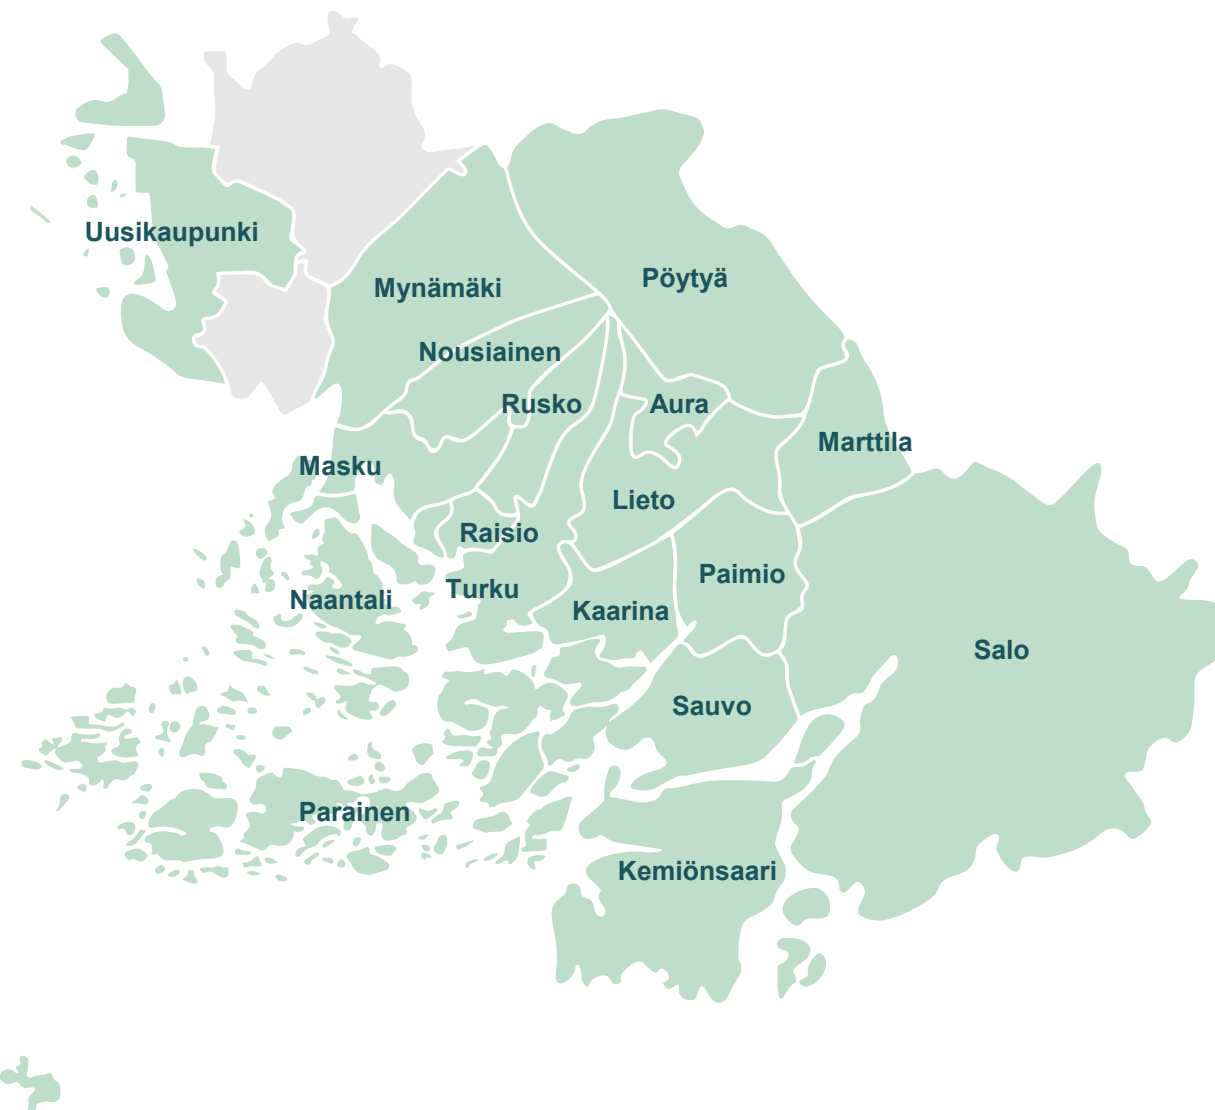 Uusikaupunki
Pöytyä
Mynämäki
Nousiainen
Rusko
Aura
Marttila
Masku
Lieto
Raisio
Paimio
Turku
Naantali
Kaarina
Salo
Sauvo
Parainen
Kemiönsaari